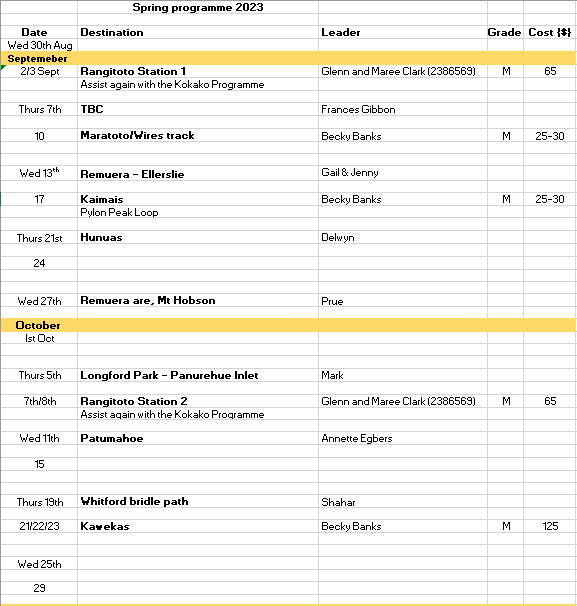 Spring programme 2023
Date Destination Leader Grade Cost {$}
Wed 30th Aug
Septemeber
2/3 Sept Rangitoto Station 1 Glenn and Maree Clark (2386569) M 65
Assist again with the Kokako Programme
Thurs 7th TBC Frances Gibbon
10 Maratoto/Wires track Becky Banks M 25-30
Wed 13th Remuera - Ellerslie Gail & Jenny
17 Kaimais Becky Banks M 25-30
Pylon Peak Loop
Thurs 21st Hunuas Delwyn
24
Wed 27th Remuera are, Mt Hobson Prue
October
1st Oct
Thurs 5th Longford Park - Panurehue Inlet Mark
7th/8th Rangitoto Station 2 Glenn and Maree Clark (2386569) M 65
Assist again with the Kokako Programme
Wed 11th Patumahoe Annette Egbers
15
Thurs 19th Whitford bridle path Shahar
21/22/23 Kawekas Becky Banks M 125
Wed 25th
29